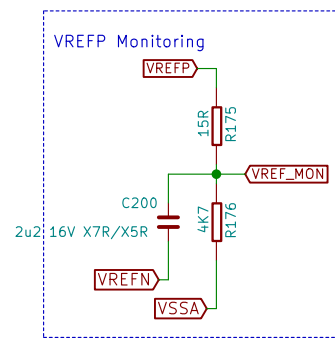 VREFP Monitoring
VREFP
15R
R175
VREF_MON
C200
2u2 16V X7R/X5R
4K7
R176
VREFN
VSSA